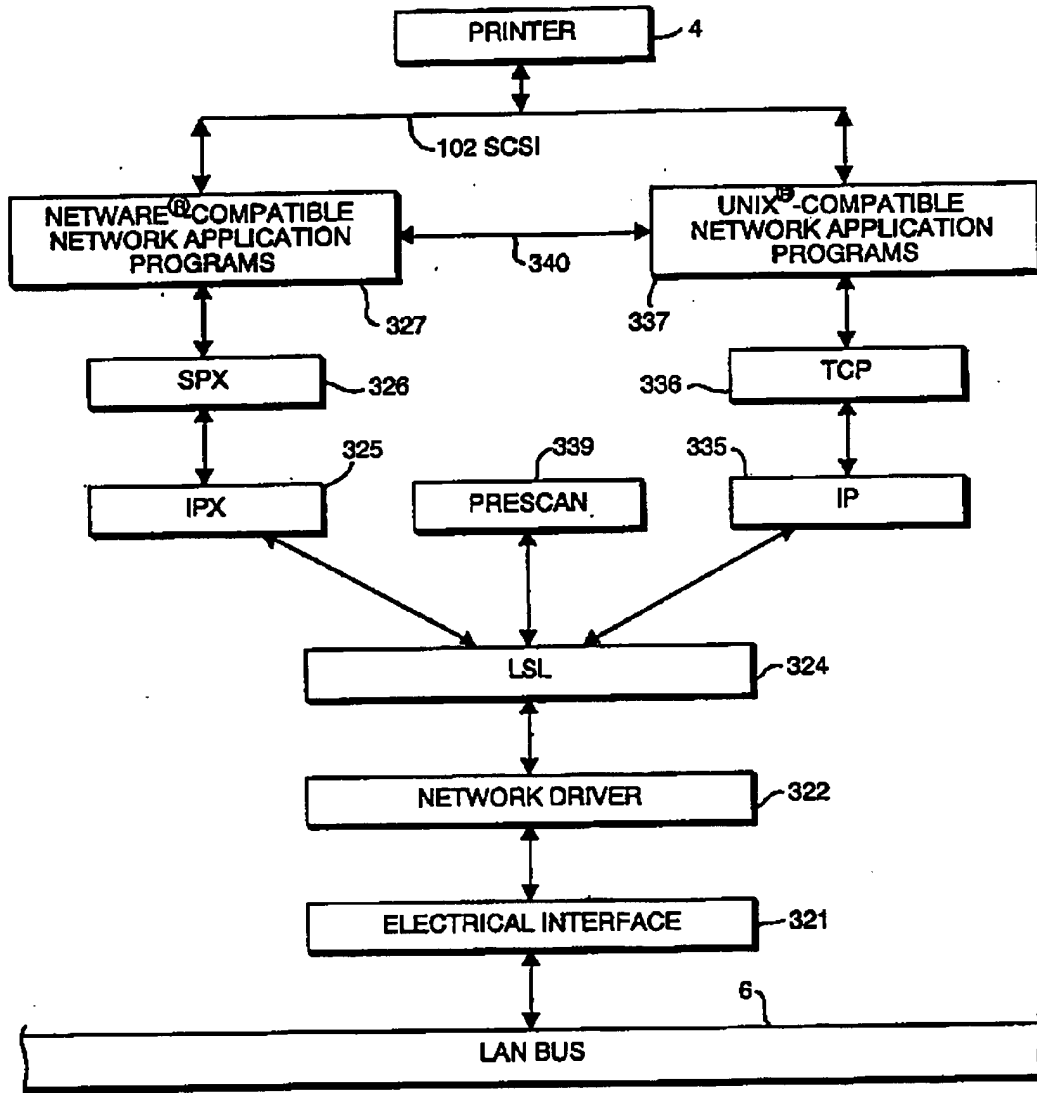 PRINTER
4
102 SCSI
NETWARE®-COMPATIBLE
NETWORK APPLICATION
PROGRAMS
UNIX®-COMPATIBLE
NETWORK APPLICATION
PROGRAMS
340
327
337
SPX
326
TCP
336
325
339
335
IPX
PRESCAN
IP
LSL
324
NETWORK DRIVER
322
ELECTRICAL INTERFACE
321
6
LAN BUS